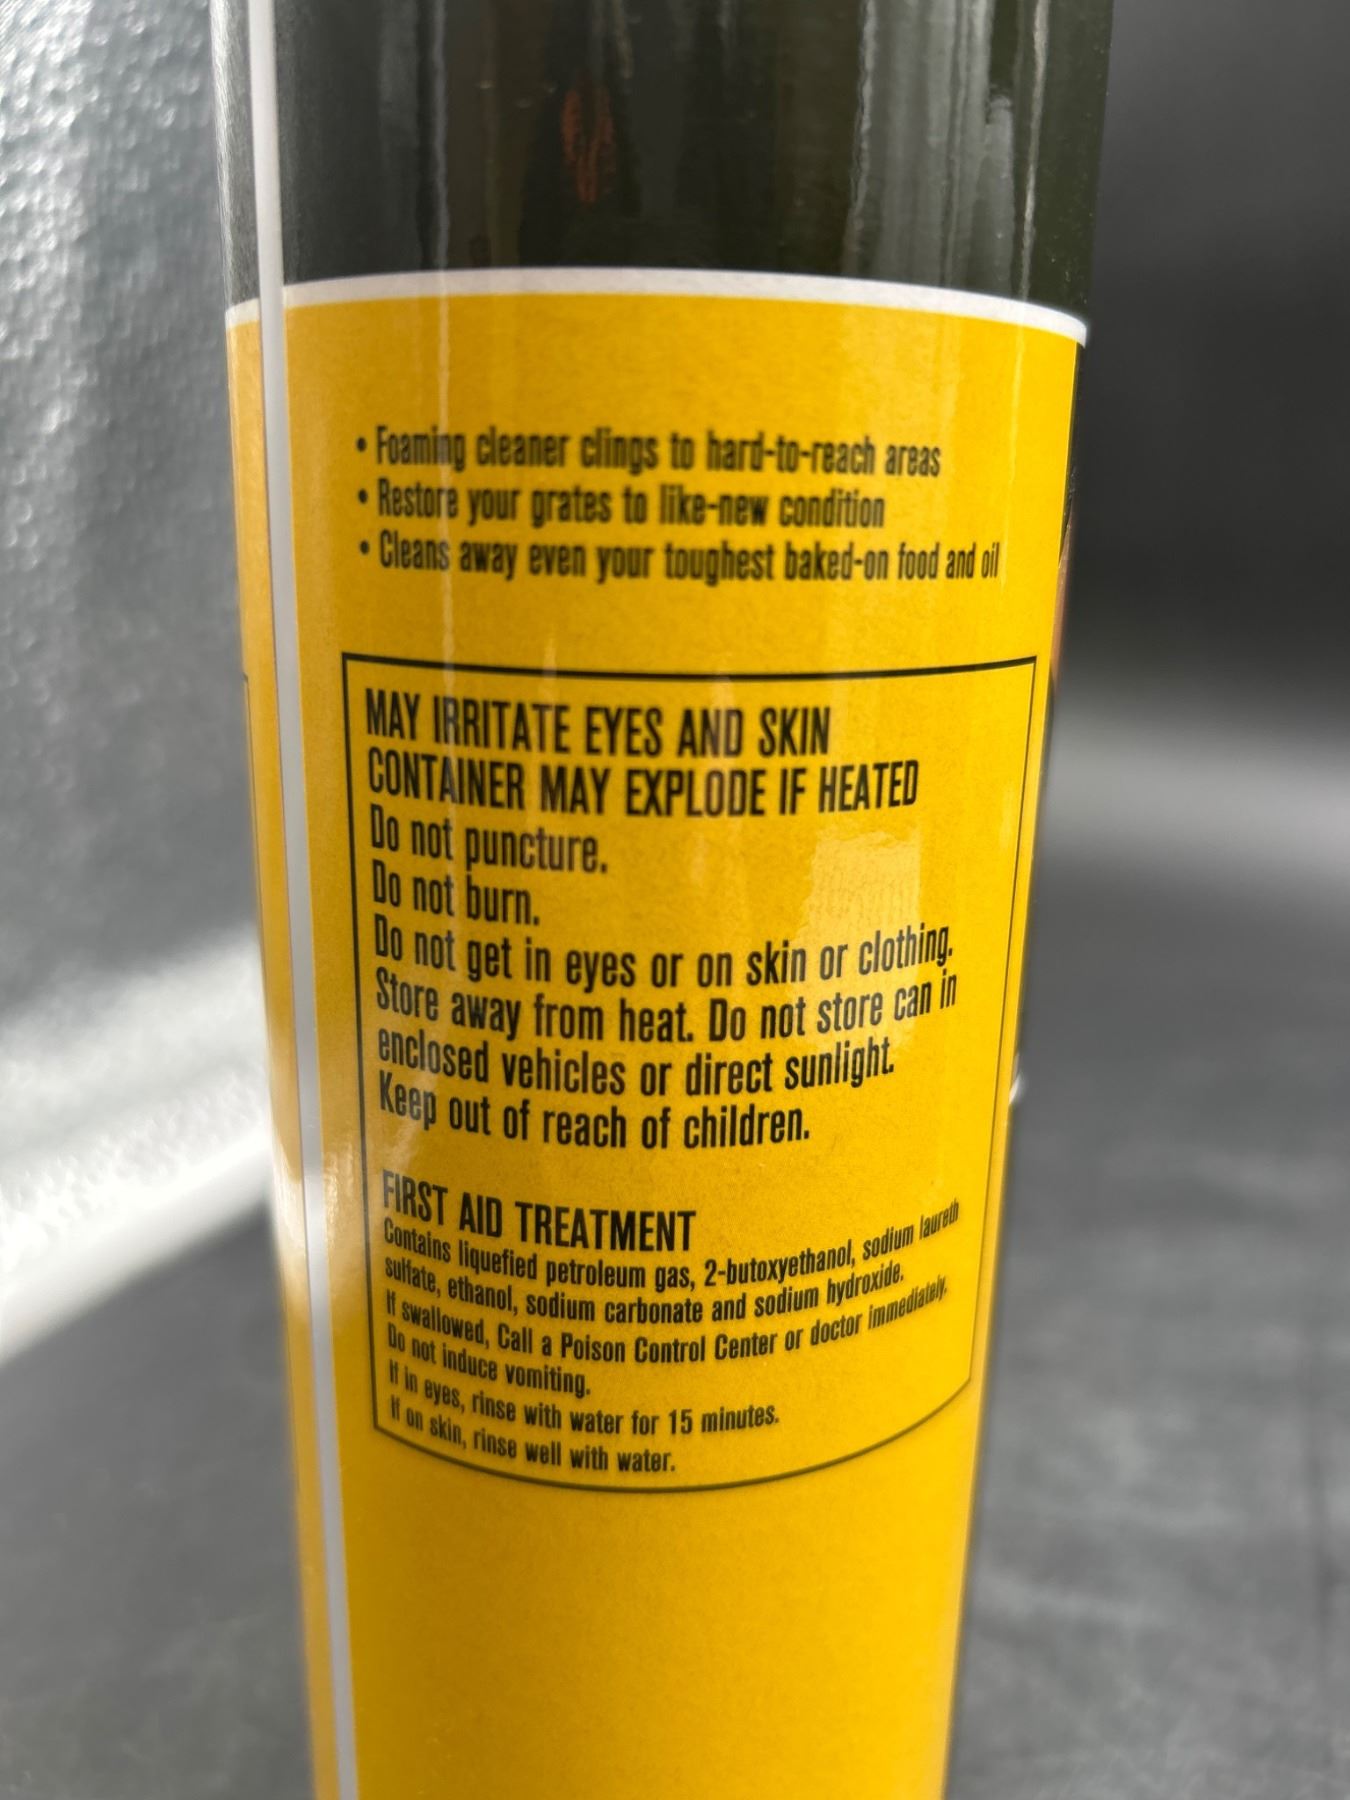 • Foaming cleaner clings to hard-to-reach areas
• Restore your grates to like-new condition
• Cleans away even your toughest baked-on food and oil
MAY IRRITATE EYES AND SKIN
CONTAINER MAY EXPLODE IF HEATED
Do not puncture.
Do not burn.
Do not get in eyes or on skin or clothing.
Store away from heat. Do not store can in
enclosed vehicles or direct sunlight.
Keep out of reach of children.
FIRST AID TREATMENT
Contains liquefied petroleum gas, 2-butoxyethanol, sodium laureth
sulfate, ethanol, sodium carbonate and sodium hydroxide.
If swallowed, Call a Poison Control Center or doctor immediately.
Do not induce vomiting.
If in eyes, rinse with water for 15 minutes.
If on skin, rinse well with water.